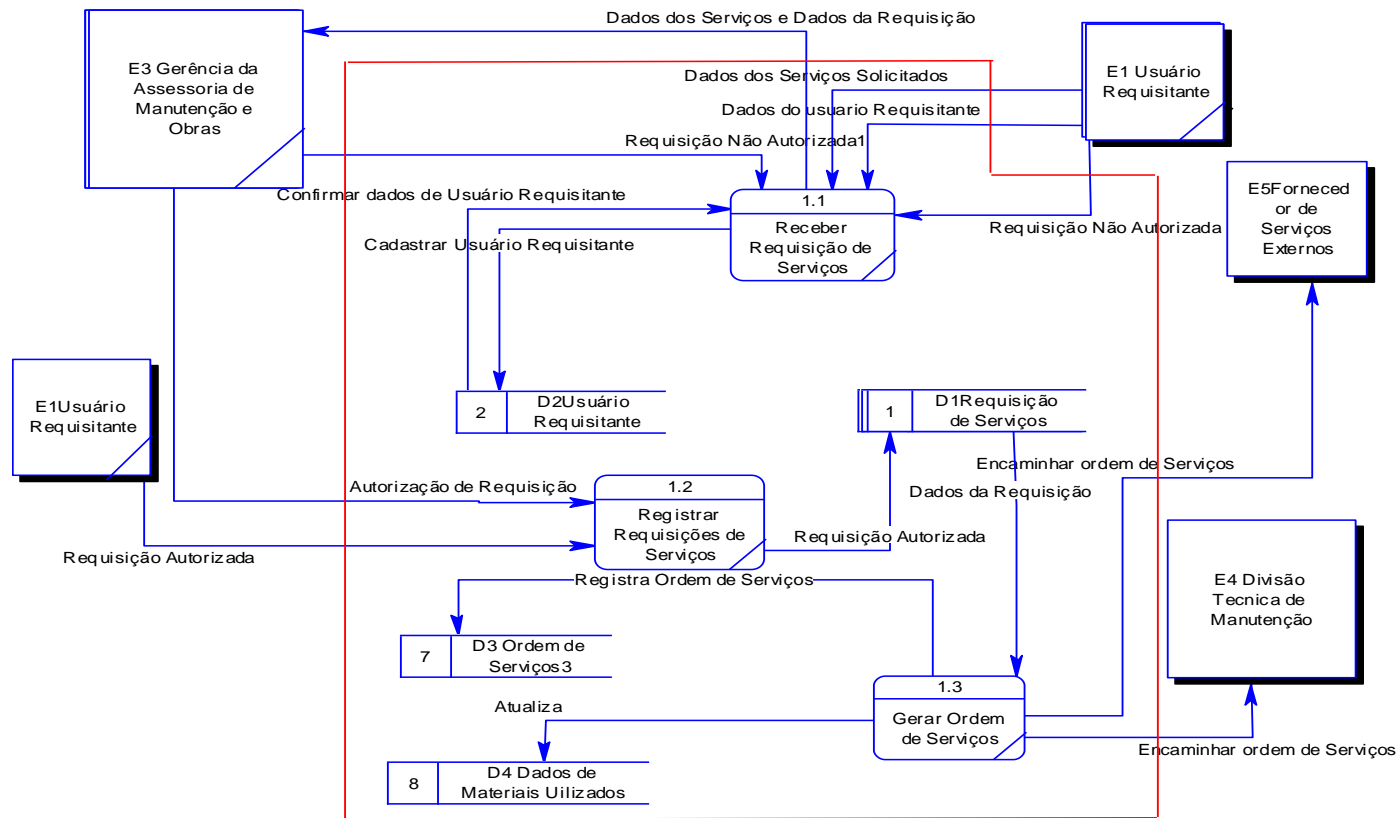 Dados dos Serviços e Dados da Requisição
E3 Gerência da
Assessoria de
Manutenção e
Obras
E1 Usuário
Requisitante
Dados dos Serviços Solicitados
Dados do usuario Requisitante
Requisição Não Autorizada1
Confirmar dados de Usuário Requisitante
1.1
Receber
Requisição de
Serviços
Cadastrar Usuário Requisitante
Requisição Não Autorizada
E5Forneced
or de
Serviços
Externos
E1Usuário
Requisitante
2
D2Usuário
Requisitante
1
D1Requisição
de Serviços
Encaminhar ordem de Serviços
Dados da Requisição
Autorização de Requisição
1.2
Registrar
Requisições de
Serviços
Requisição Autorizada
Requisição Autorizada
E4 Divisão
Tecnica de
Manutenção
Registra Ordem de Serviços
7
D3 Ordem de
Serviços3
1.3
Gerar Ordem
de Serviços
Atualiza
Encaminhar ordem de Serviços
8
D4 Dados de
Materiais Uilizados